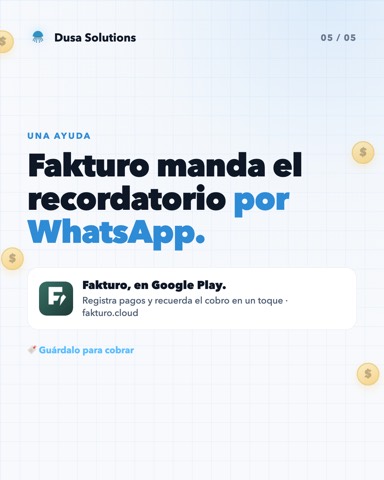 Dusa Solutions
05 / 05
UNA AYUDA
Fakturo manda el
recordatorio por
WhatsApp.
Fakturo, en Google Play.
Registra pagos y recuerda el cobro en un toque ·
fakturo.cloud
🚀 Guárdalo para cobrar
$
$
$
$
F